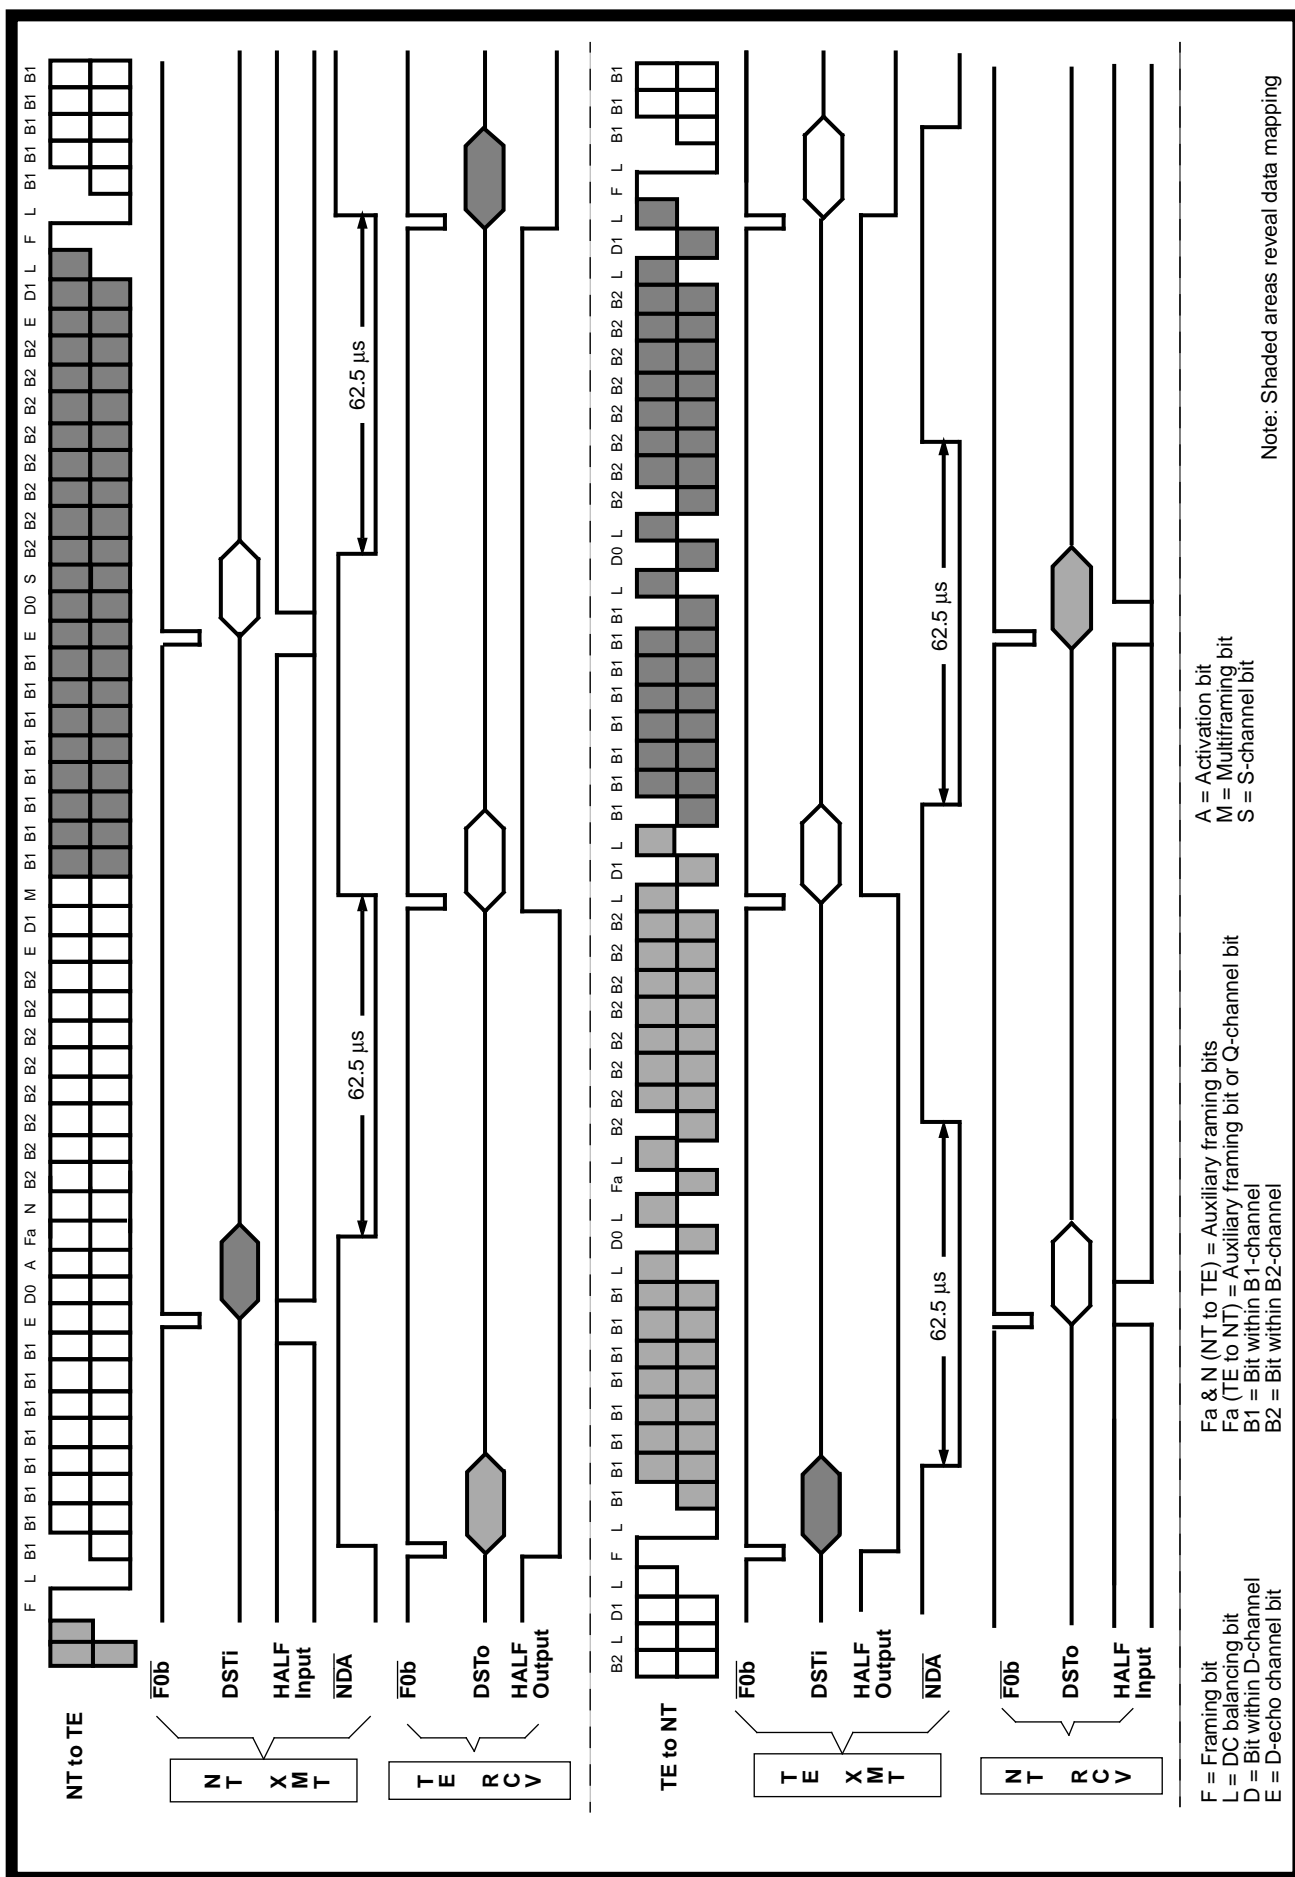 F L B1 B1 B1 B1 B1 B1 B1 B1 E D0 A Fa N B2 B2 B2 B2 B2 B2 B2 B2 E D1 M B1 B1 B1 B1 B1 B1 B1 B1 E D0 S B2 B2 B2 B2 B2 B2 B2 B2 E D1 L F L B1 B1 B1 B1 B1
NT to TE
NT XMT
F0b
DSTi
HALF
Input
NDA
62.5 µs
62.5 µs
TE RCV
F0b
DSTo
HALF
Output
B2 L D1 L F L B1 B1 B1 B1 B1 B1 B1 B1 L D0 L Fa L B2 B2 B2 B2 B2 B2 B2 B2 L D1 L B1 B1 B1 B1 B1 B1 B1 B1 L D0 L B2 B2 B2 B2 B2 B2 B2 B2 L D1 L F L B1 B1 B1
TE to NT
TE XMT
F0b
DSTi
HALF
Output
NDA
62.5 µs
62.5 µs
NT RCV
F0b
DSTo
HALF
Input
F = Framing bit
L = DC balancing bit
D = Bit within D-channel
E = D-echo channel bit
Fa & N (NT to TE) = Auxiliary framing bits
Fa (TE to NT) = Auxiliary framing bit or Q-channel bit
B1 = Bit within B1-channel
B2 = Bit within B2-channel
A = Activation bit
M = Multiframing bit
S = S-channel bit
Note: Shaded areas reveal data mapping